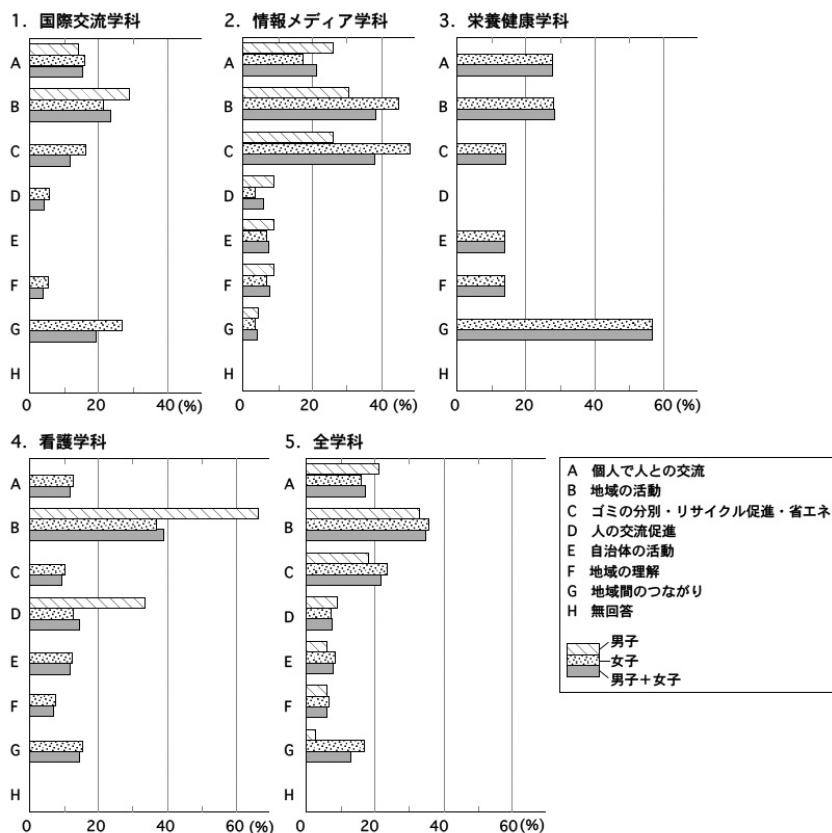 1. 国際交流学科
A
B
C
D
E
F
G
H
0 20 40 (%)
2. 情報メディア学科
A
B
C
D
E
F
G
H
0 20 40 (%)
3. 栄養健康学科
A
B
C
D
E
F
G
H
0 20 40 60 (%)
4. 看護学科
A
B
C
D
E
F
G
H
0 20 40 60 (%)
5. 全学科
A
B
C
D
E
F
G
H
0 20 40 60 (%)
A 個人で人との交流
B 地域の活動
C ゴミの分別・リサイクル促進・省エネ
D 人の交流促進
E 自治体の活動
F 地域の理解
G 地域間のつながり
H 無回答
男子
女子
男子+女子